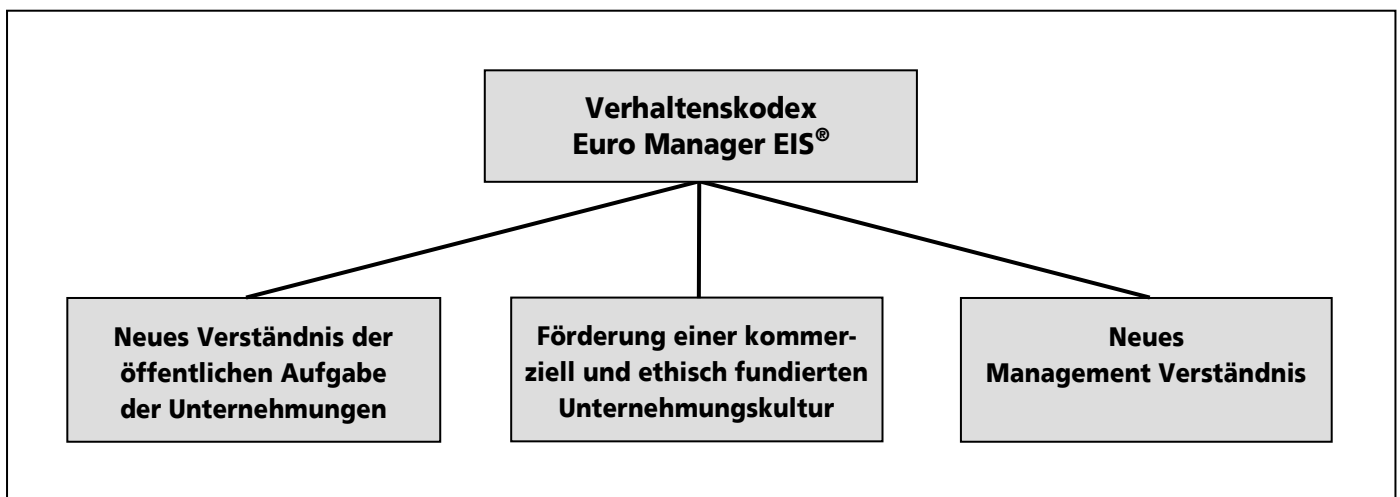 Verhaltenskodex
Euro Manager EIS®
Neues Verständnis der
öffentlichen Aufgabe
der Unternehmungen
Förderung einer kommer-
ziell und ethisch fundierten
Unternehmungskultur
Neues
Management Verständnis